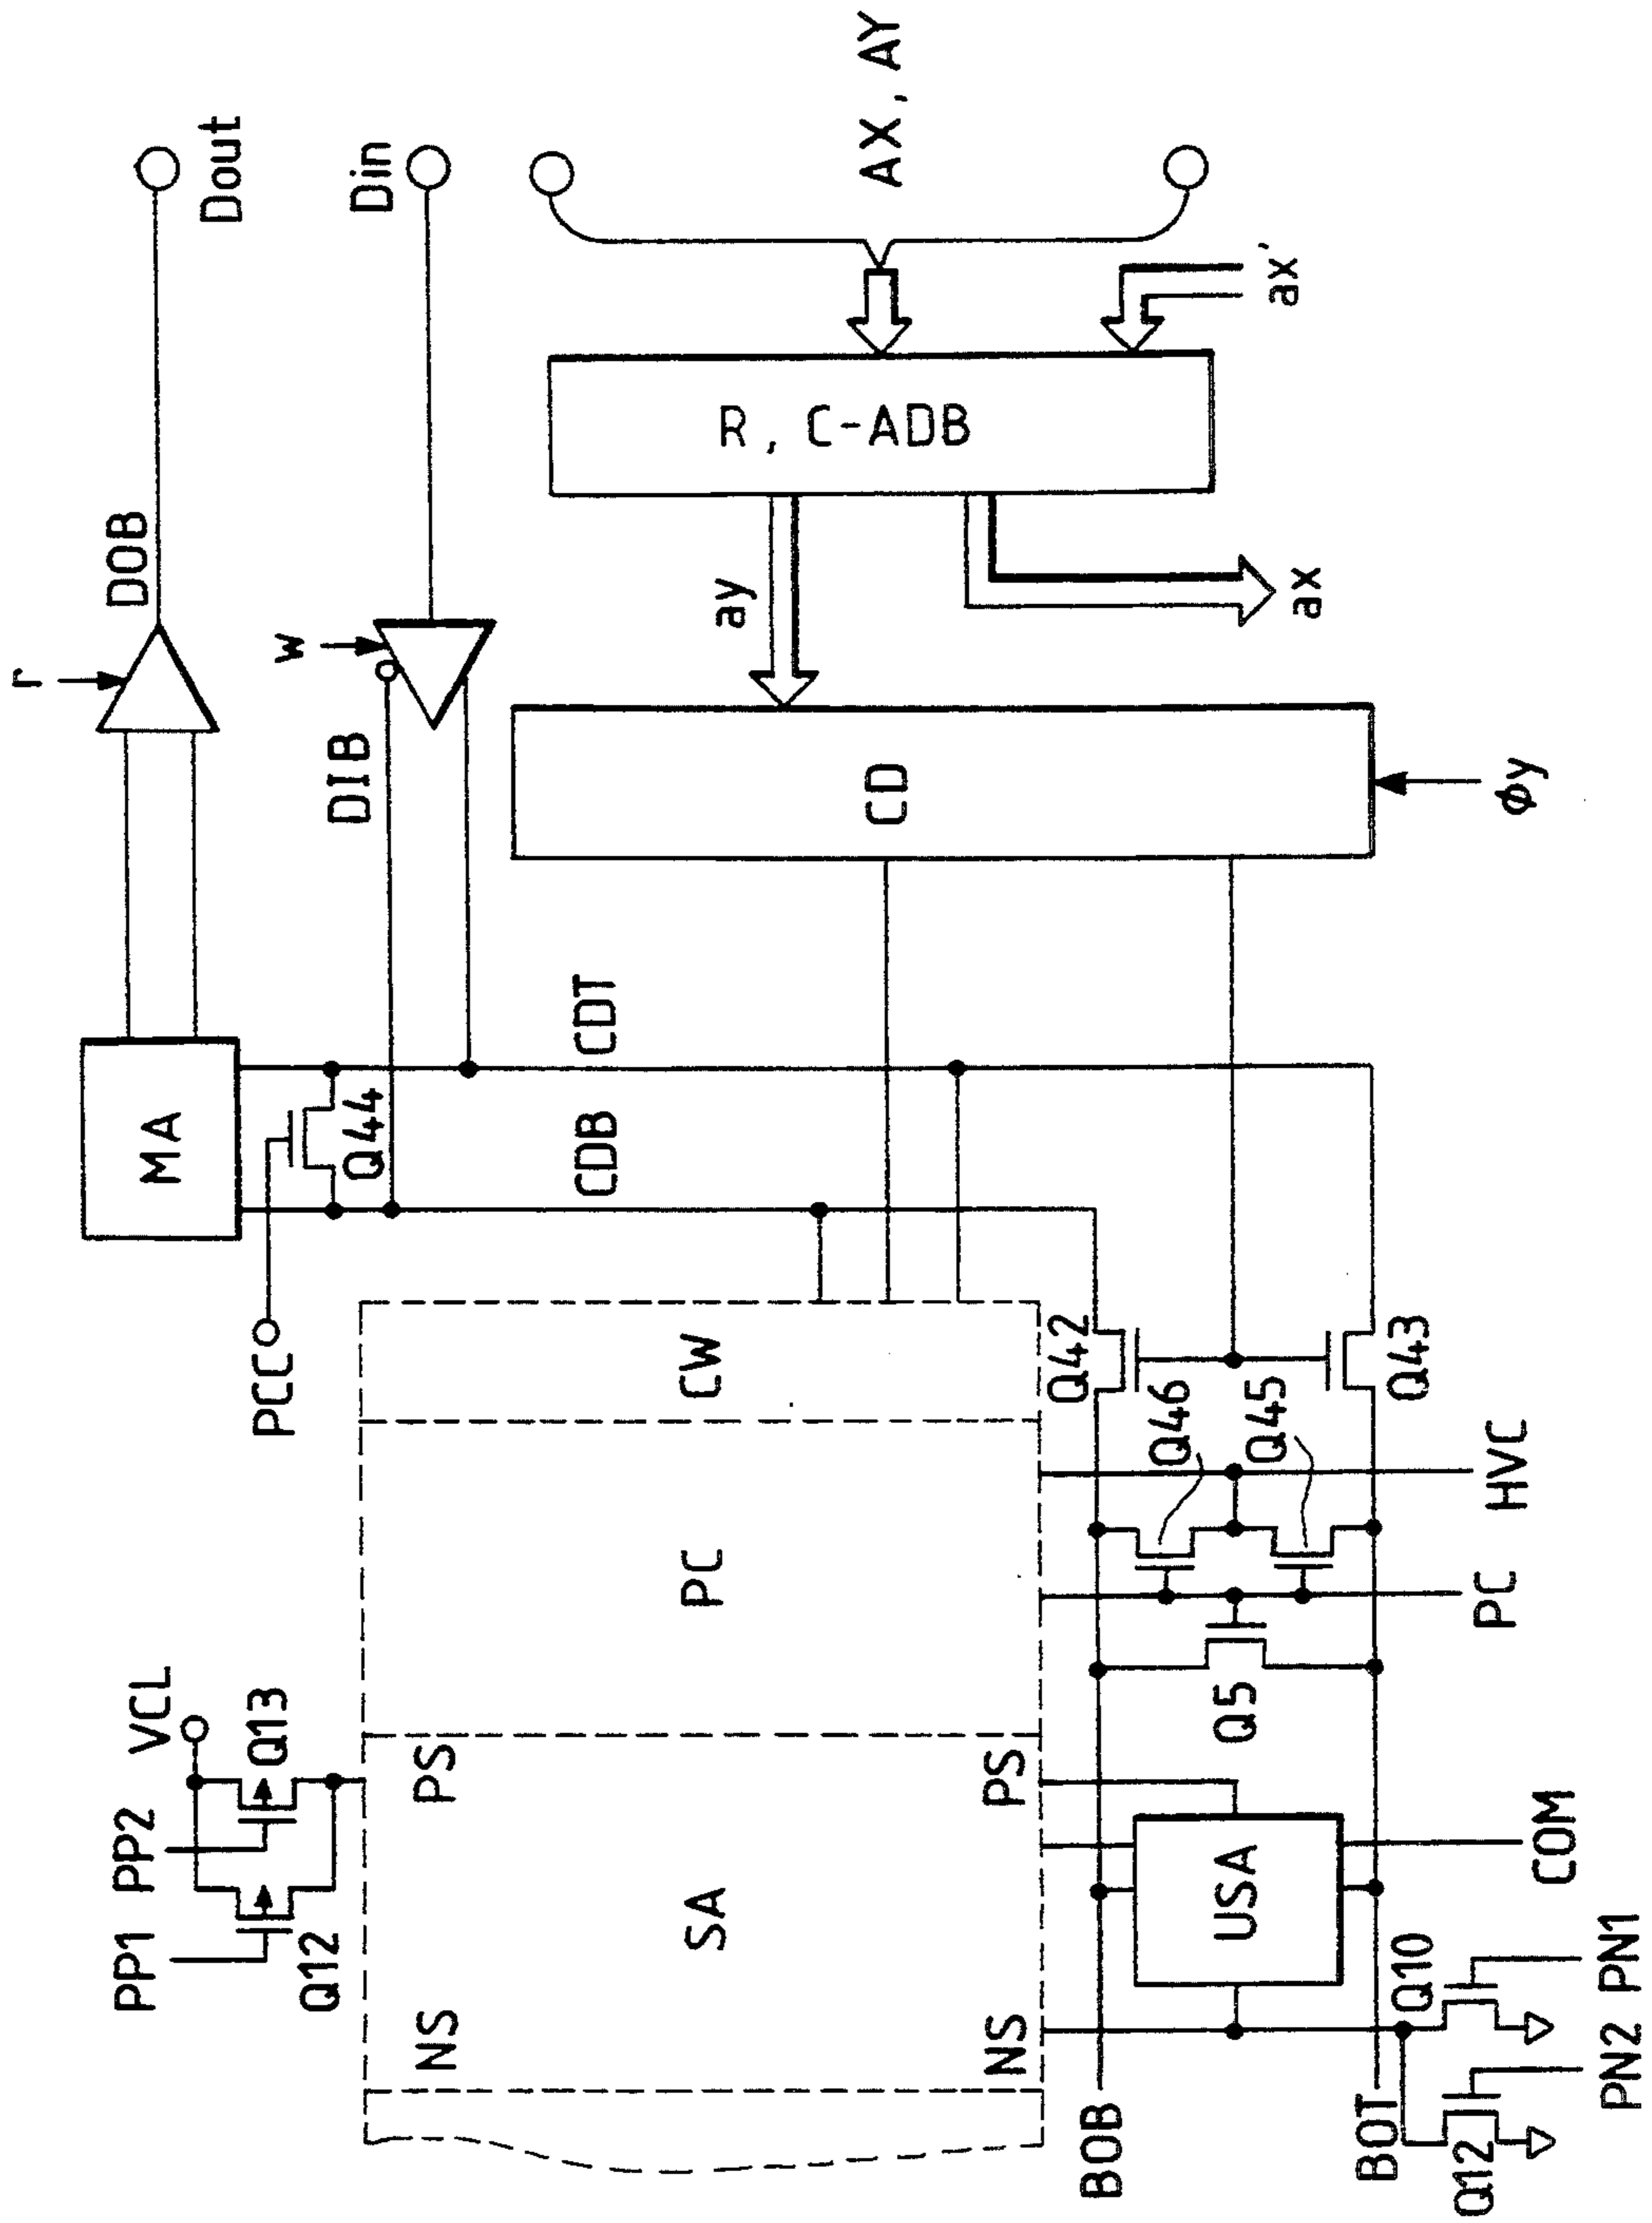 r
DOB
PP1
PP2
VCL
MA
Dout
Q13
PCC
w
Q12
DIB
Din
Q44
NS
PS
CDB
CDT
SA
PC
CW
ay
CD
R, C-ADB
AX, AY
NS
PS
Q42
BOB
Q46
USA
Q5
Q45
ax
ax'
BOT
Q10
Q43
Q12
COM
PC
HVC
φy
PN2 PN1